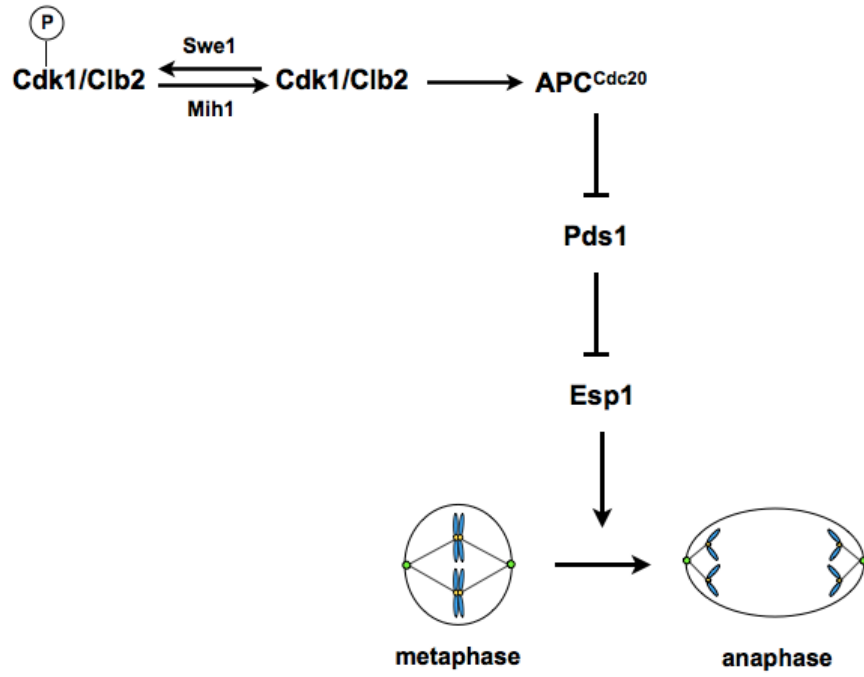 P
Swe1
Cdk1/Clb2 Cdk1/Clb2 APCCdc20
Mih1
Pds1
Esp1
metaphase anaphase